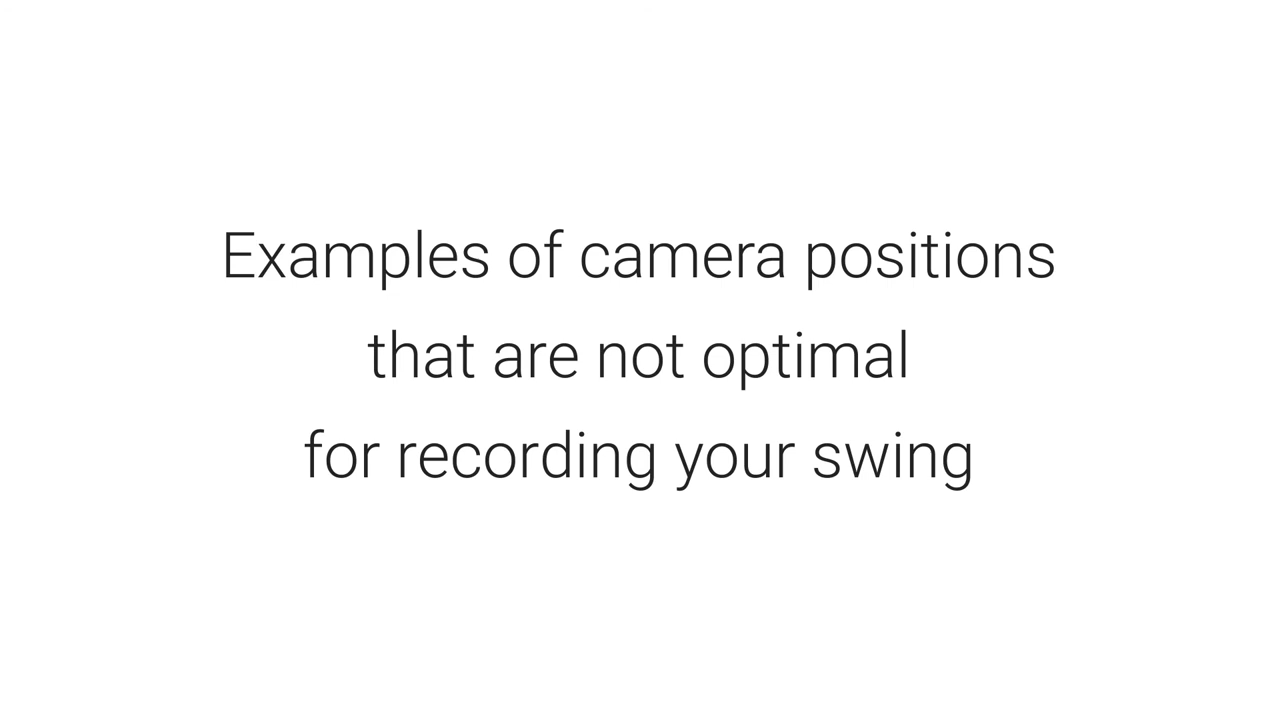 Examples of camera positions
that are not optimal
for recording your swing